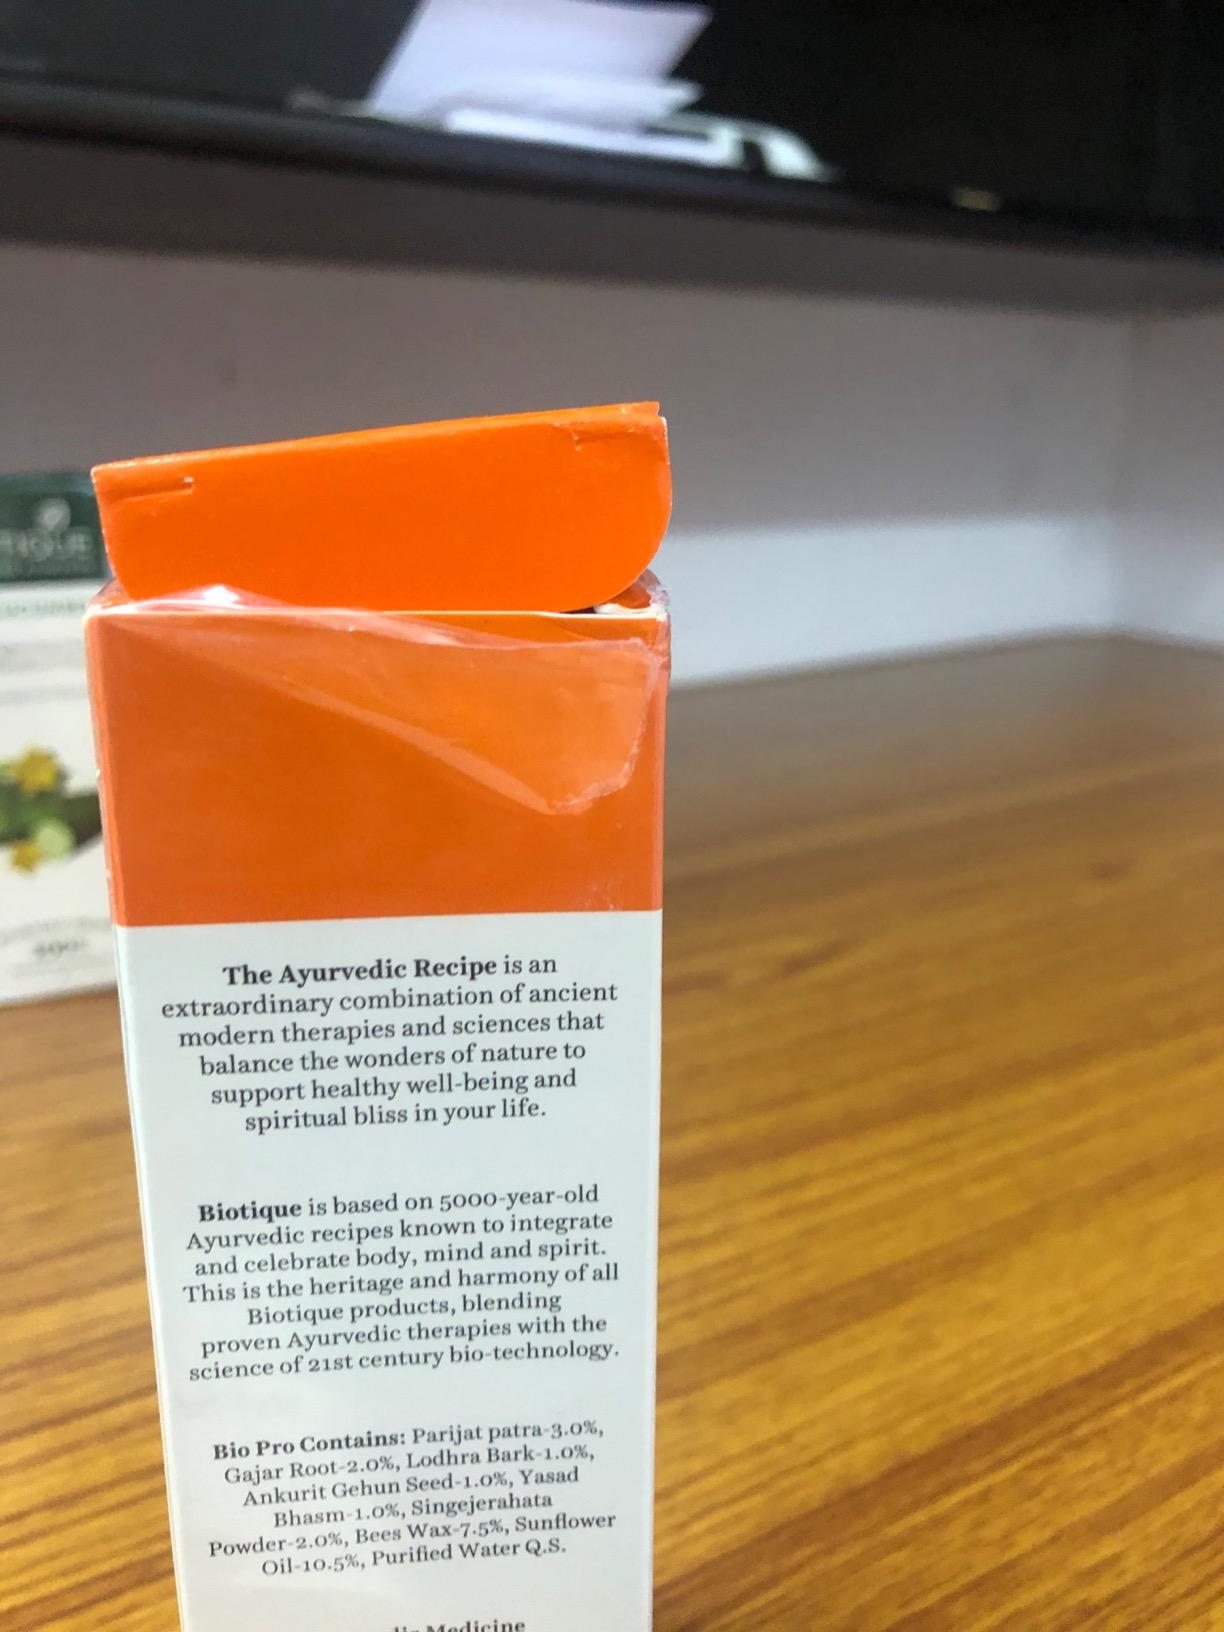 The Ayurvedic Recipe is an
extraordinary combination of ancient
modern therapies and sciences that
balance the wonders of nature to
support healthy well-being and
spiritual bliss in your life.
Biotique is based on 5000-year-old
Ayurvedic recipes known to integrate
and celebrate body, mind and spirit.
This is the heritage and harmony of all
Biotique products, blending
proven Ayurvedic therapies with the
science of 21st century bio-technology.
Bio Pro Contains: Parijat patra-3.0%,
Gajar Root-2.0%, Lodhra Bark-1.0%,
Ankurit Gehun Seed-1.0%, Yasad
Bhasm-1.0%, Singejerahata
Powder-2.0%, Bees Wax-7.5%, Sunflower
Oil-10.5%, Purified Water Q.S.
Medicine